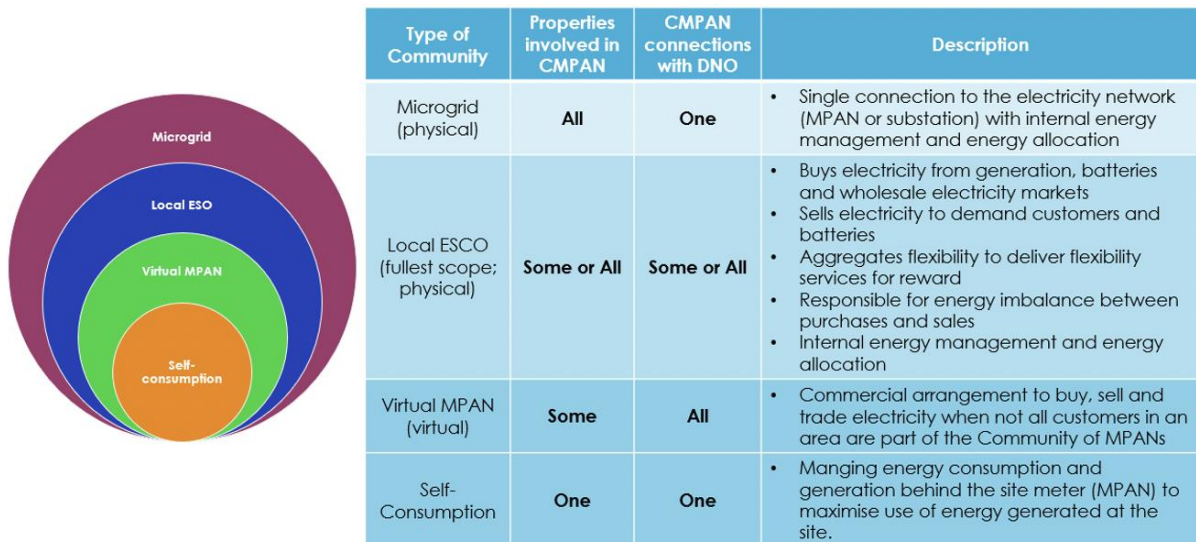 Microgrid
Local ESO
Virtual MPAN
Self-
consumption
Type of
Community
Properties
involved in
CMPAN
CMPAN
connections
with DNO
Description
Microgrid
(physical)
All
One
• Single connection to the electricity network
(MPAN or substation) with internal energy
management and energy allocation
Local ESCO
(fullest scope;
physical)
Some or All
Some or All
• Buys electricity from generation, batteries
and wholesale electricity markets
• Sells electricity to demand customers and
batteries
• Aggregates flexibility to deliver flexibility
services for reward
• Responsible for energy imbalance between
purchases and sales
• Internal energy management and energy
allocation
Virtual MPAN
(virtual)
Some
All
• Commercial arrangement to buy, sell and
trade electricity when not all customers in an
area are part of the Community of MPANs
Self-
Consumption
One
One
• Manging energy consumption and
generation behind the site meter (MPAN) to
maximise use of energy generated at the
site.